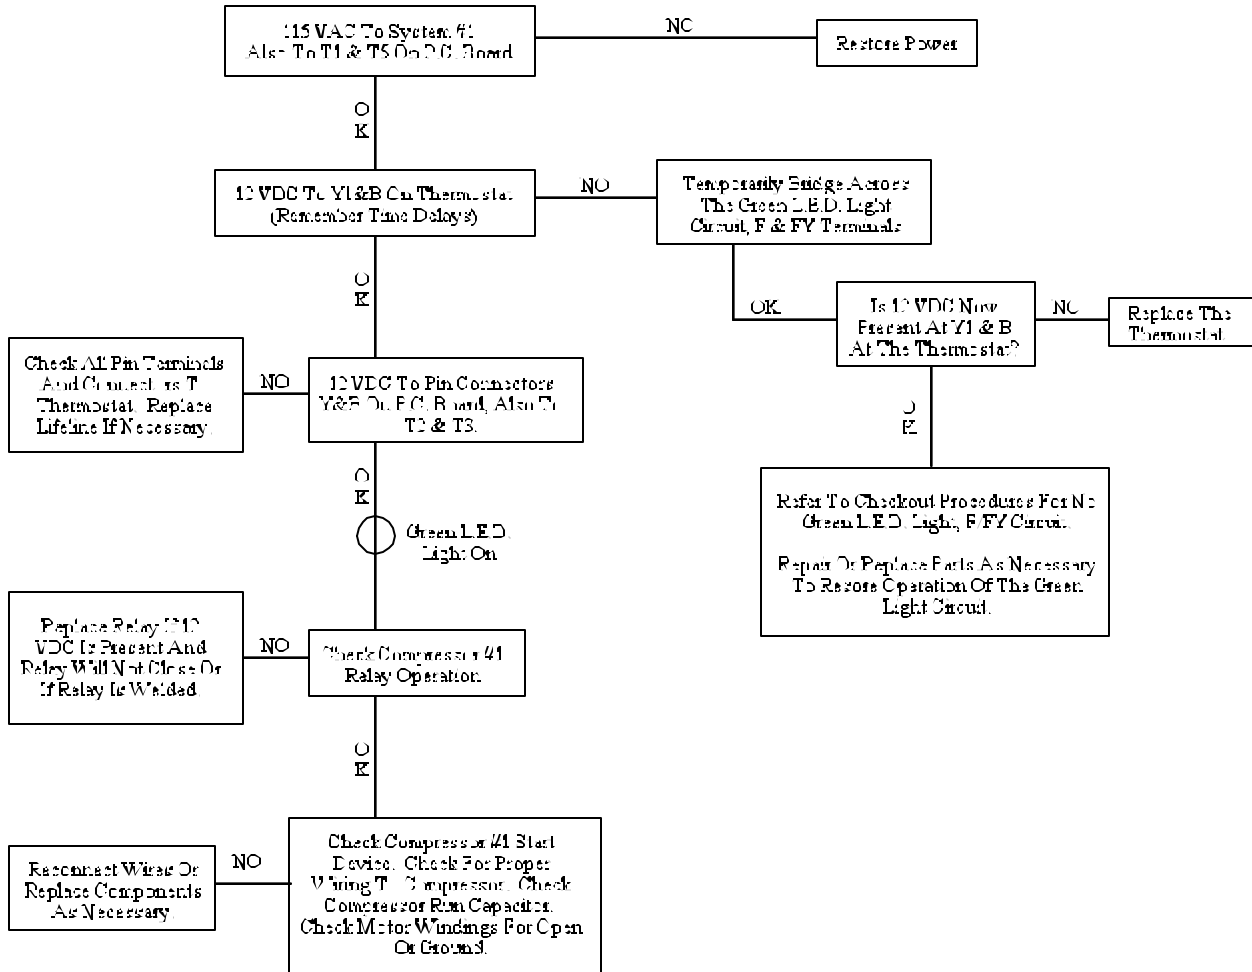 115 VAC To System #1
Also To T1 & T5 On P.C. Board
NO
Restore Power
OK
12 VDC To Y1&B On Thermostat
(Remember Time Delays)
NO
Temporarily Bridge Across
The Green L.E.D. Light
Circuit, F & FY Terminals
OK
OK
Is 12 VDC Now
Present At Y1 & B
At The Thermostat?
NO
Replace The
Thermostat
Check All Pin Terminals
And Connectors T
Thermostat. Replace
Lifeline If Necessary.
NO
12 VDC To Pin Connectors
Y&B On P.C. Board, Also To
T2 & T3.
OK
OK
Refer To Checkout Procedures For No
Green L.E.D. Light, F/FY Circuit.
Repair Or Replace Parts As Necessary
To Resore Operation Of The Green
Light Circuit.
Green L.E.D.
Light On
Replace Relay If 12
VDC Is Present And
Relay Will Not Close Or
If Relay Is Welded.
NO
Check Compressor #1
Relay Operation
OK
Reconnect Wires Or
Replace Components
As Necessary.
NO
Check Compressor #1 Start
Device. Check For Proper
Wiring To Compressor. Check
Compressor Run Capacitor.
Check Motor Windings For Open
Or Ground.